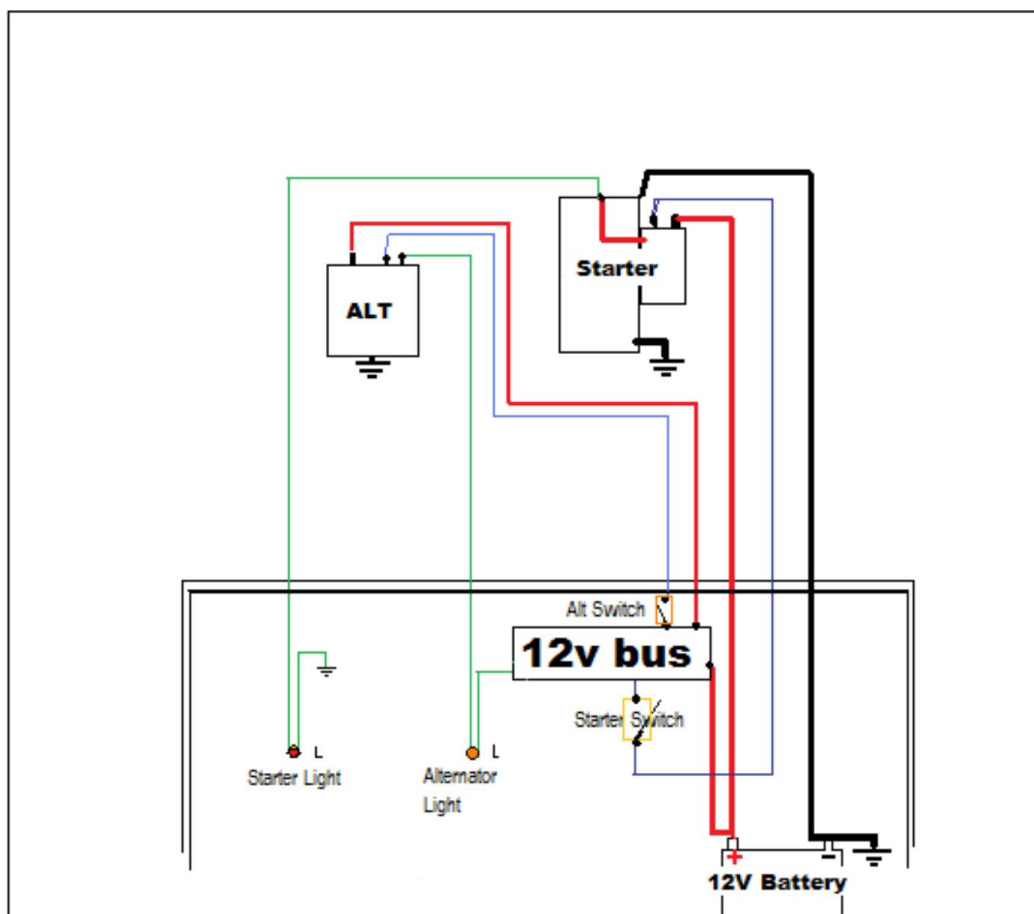 Starter
ALT
Alt Switch
12v bus
Starter Switch
L
L
Starter Light
Alternator
Light
+
-
12V Battery